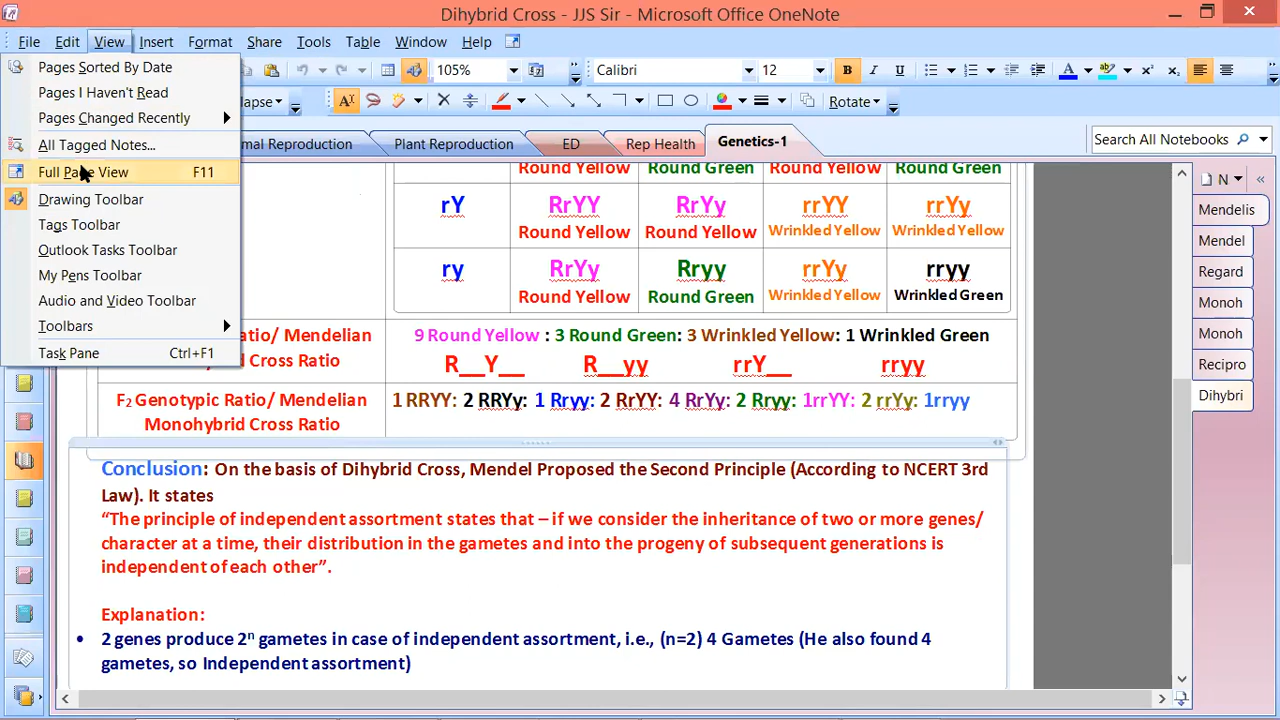 Dihybrid Cross - JJS Sir - Microsoft Office OneNote
File Edit View Insert Format Share Tools Table Window Help
105% Calibri 12 B I U
Rotate
Pages Sorted By Date
Pages I Haven't Read
Pages Changed Recently
All Tagged Notes...
Full Page View F11
Drawing Toolbar
Tags Toolbar
Outlook Tasks Toolbar
My Pens Toolbar
Audio and Video Toolbar
Toolbars
Task Pane Ctrl+F1
Plant Reproduction ED Rep Health Genetics-1 Search All Notebooks
N
Mendelis
Mendel
Regard
Monoh
Monoh
Recipro
Dihybri
Round Yellow Round Green Round Yellow Round Green
rY RrYY RrYy rrYY rrYy
Round Yellow Round Yellow Wrinkled Yellow Wrinkled Yellow
ry RrYy Rryy rrYy rryy
Round Yellow Round Green Wrinkled Yellow Wrinkled Green
Ratio/ Mendelian 9 Round Yellow : 3 Round Green: 3 Wrinkled Yellow: 1 Wrinkled Green
Cross Ratio R__Y__ R__yy rrY__ rryy
F₂ Genotypic Ratio/ Mendelian 1 RRYY: 2 RRYy: 1 Rryy: 2 RrYY: 4 RrYy: 2 Rryy: 1rrYY: 2 rrYy: 1rryy
Monohybrid Cross Ratio
Conclusion: On the basis of Dihybrid Cross, Mendel Proposed the Second Principle (According to NCERT 3rd
Law). It states
“The principle of independent assortment states that – if we consider the inheritance of two or more genes/
character at a time, their distribution in the gametes and into the progeny of subsequent generations is
independent of each other”.
Explanation:
• 2 genes produce 2ⁿ gametes in case of independent assortment, i.e., (n=2) 4 Gametes (He also found 4
gametes, so Independent assortment)